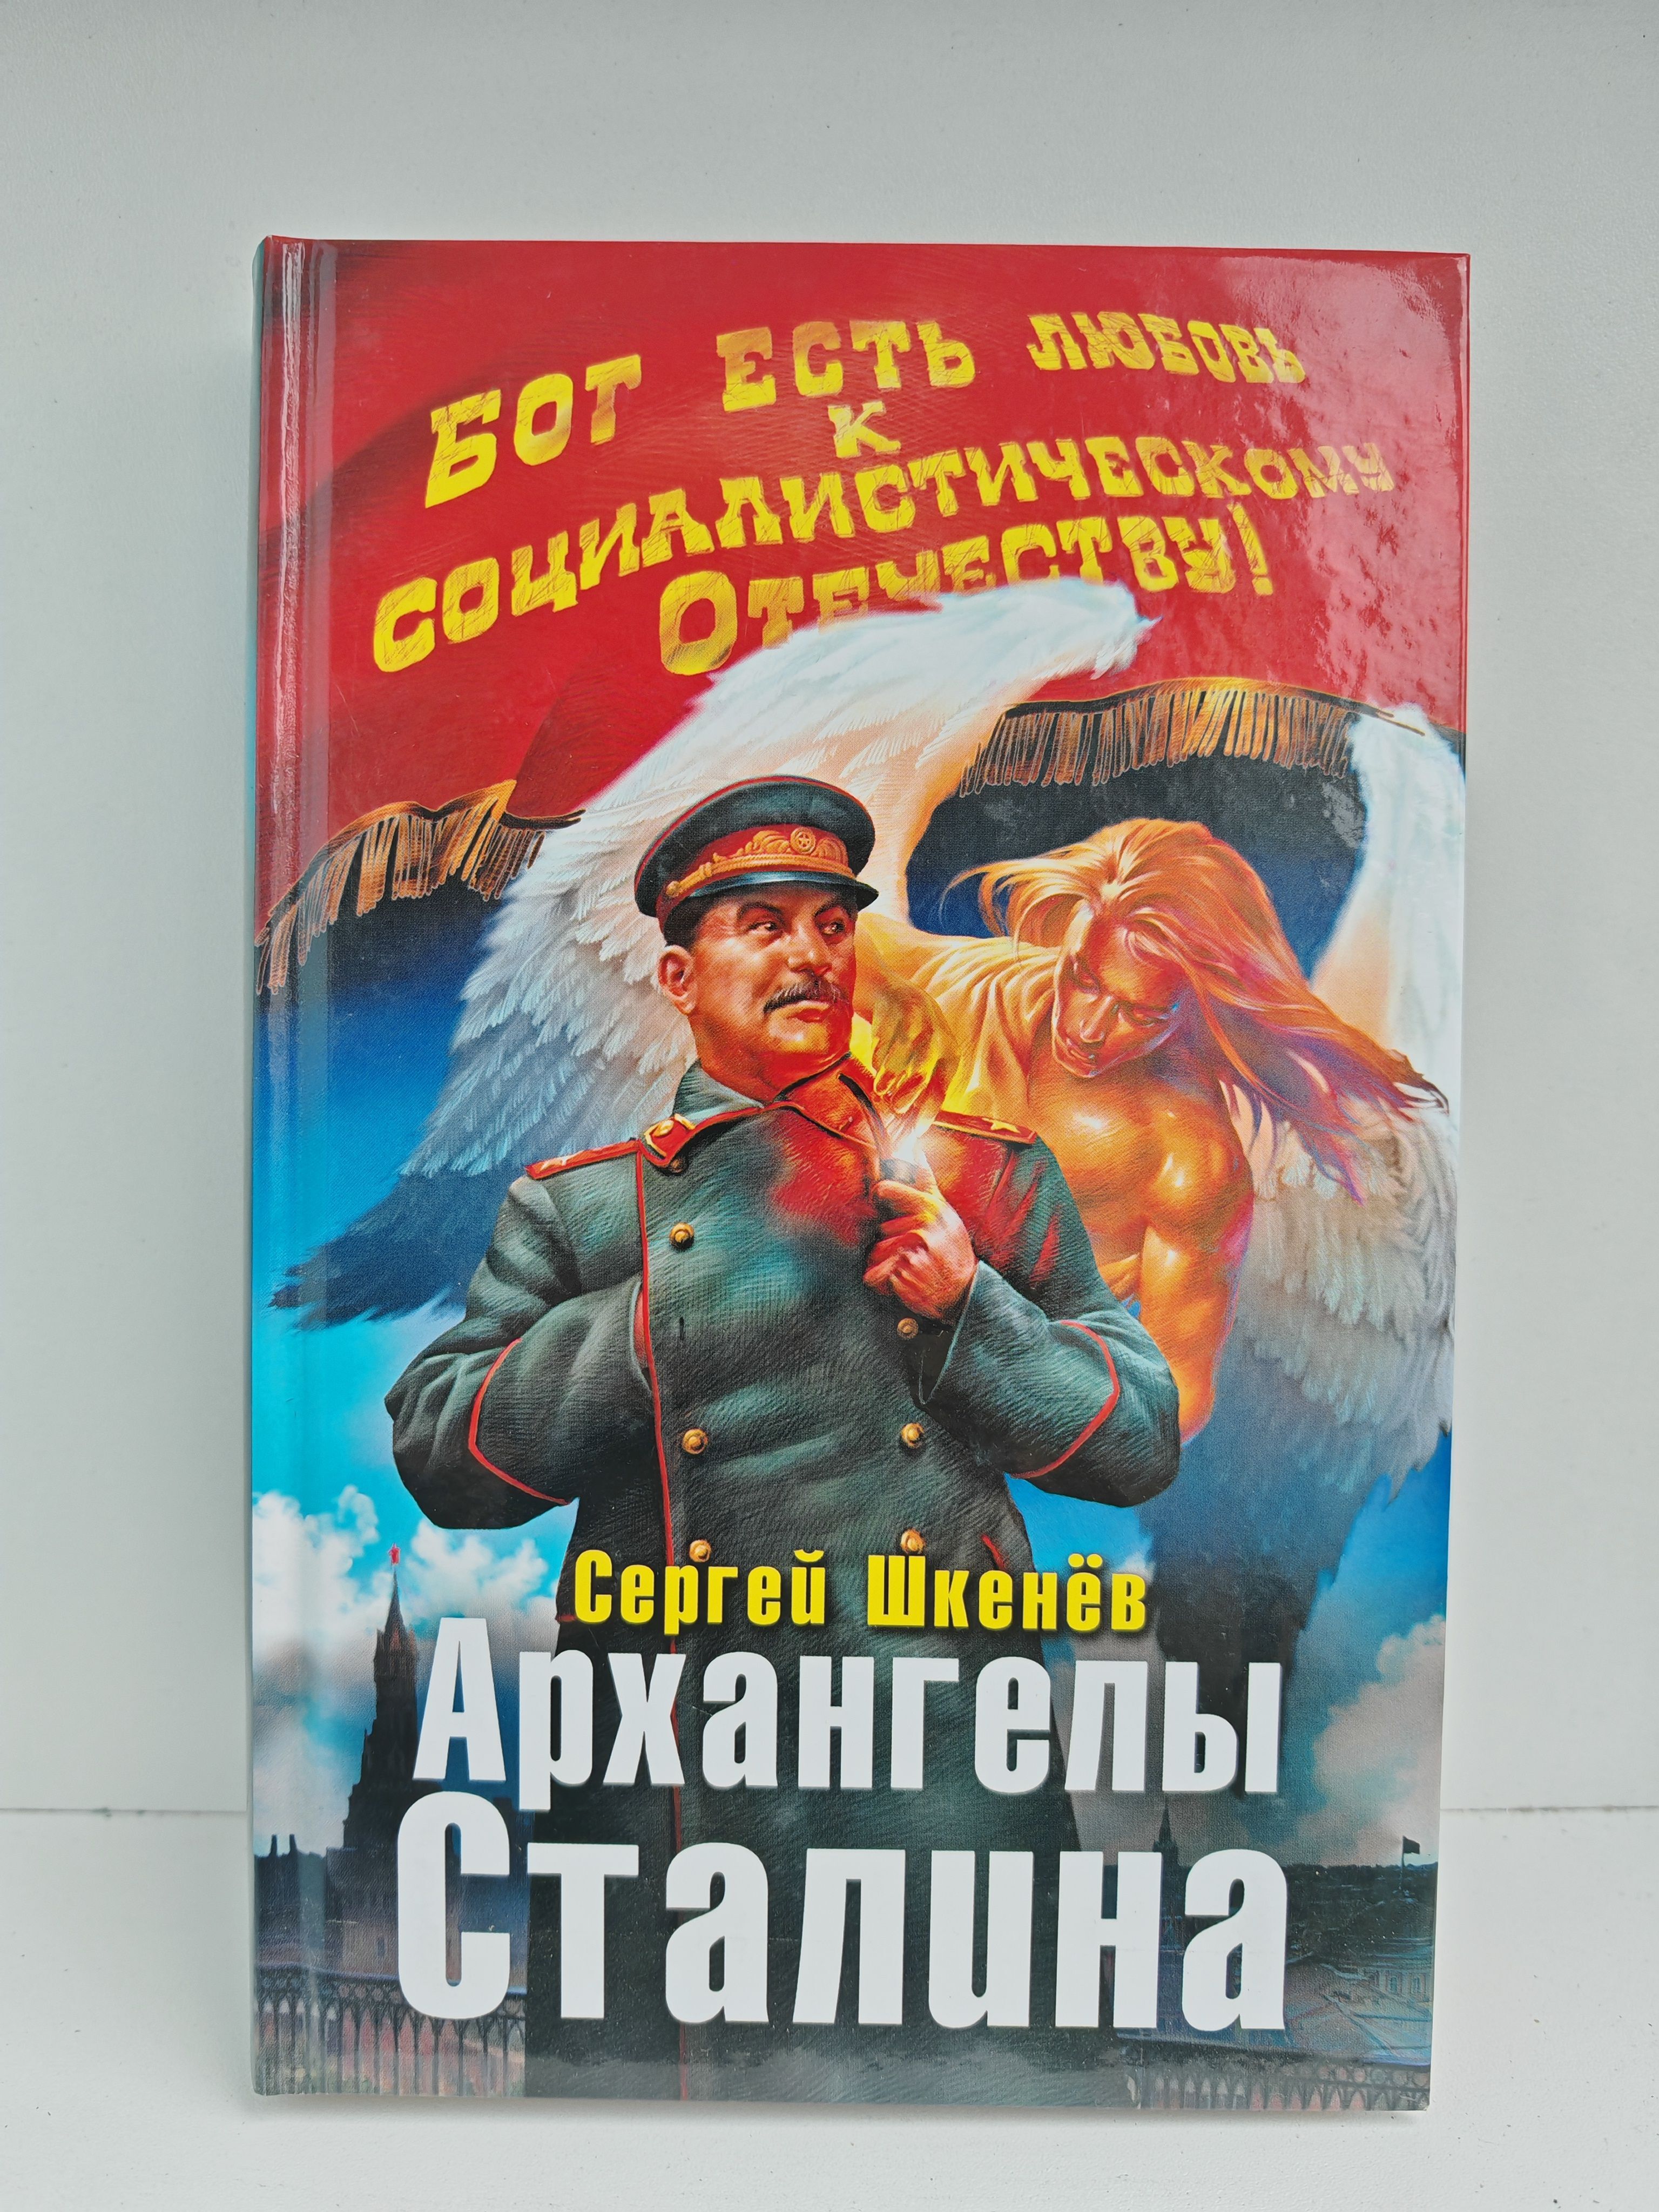 Бог есть любовь
к
социалистическому
Отечеству!
Сергей Шкенёв
Архангелы
Сталина